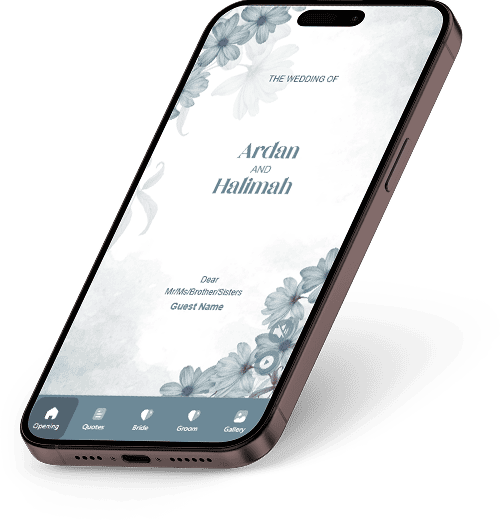 THE WEDDING OF
Ardan
AND
Halimah
Dear
Mr/Ms/Brother/Sisters
Guest Name
Opening
Quotes
Bride
Groom
Gallery